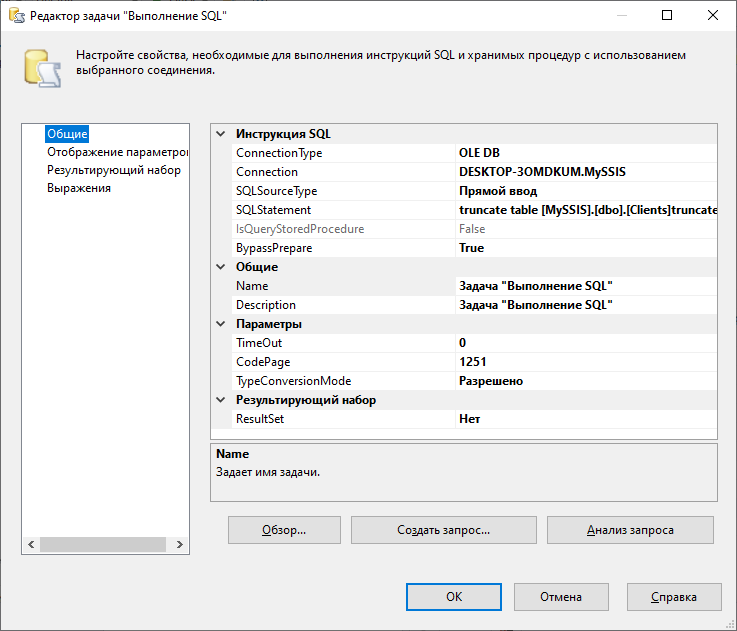 Редактор задачи "Выполнение SQL"
Настройте свойства, необходимые для выполнения инструкций SQL и хранимых процедур с использованием
выбранного соединения.
Общие
Отображение параметро
Результирующий набор
Выражения
Инструкция SQL
ConnectionType OLE DB
Connection DESKTOP-3OMDKUM.MySSIS
SQLSourceType Прямой ввод
SQLStatement truncate table [MySSIS].[dbo].[Clients]truncate
IsQueryStoredProcedure False
BypassPrepare True
Общие
Name Задача "Выполнение SQL"
Description Задача "Выполнение SQL"
Параметры
TimeOut 0
CodePage 1251
TypeConversionMode Разрешено
Результирующий набор
ResultSet Нет
Name
Задает имя задачи.
Обзор... Создать запрос... Анализ запроса
ОК Отмена Справка